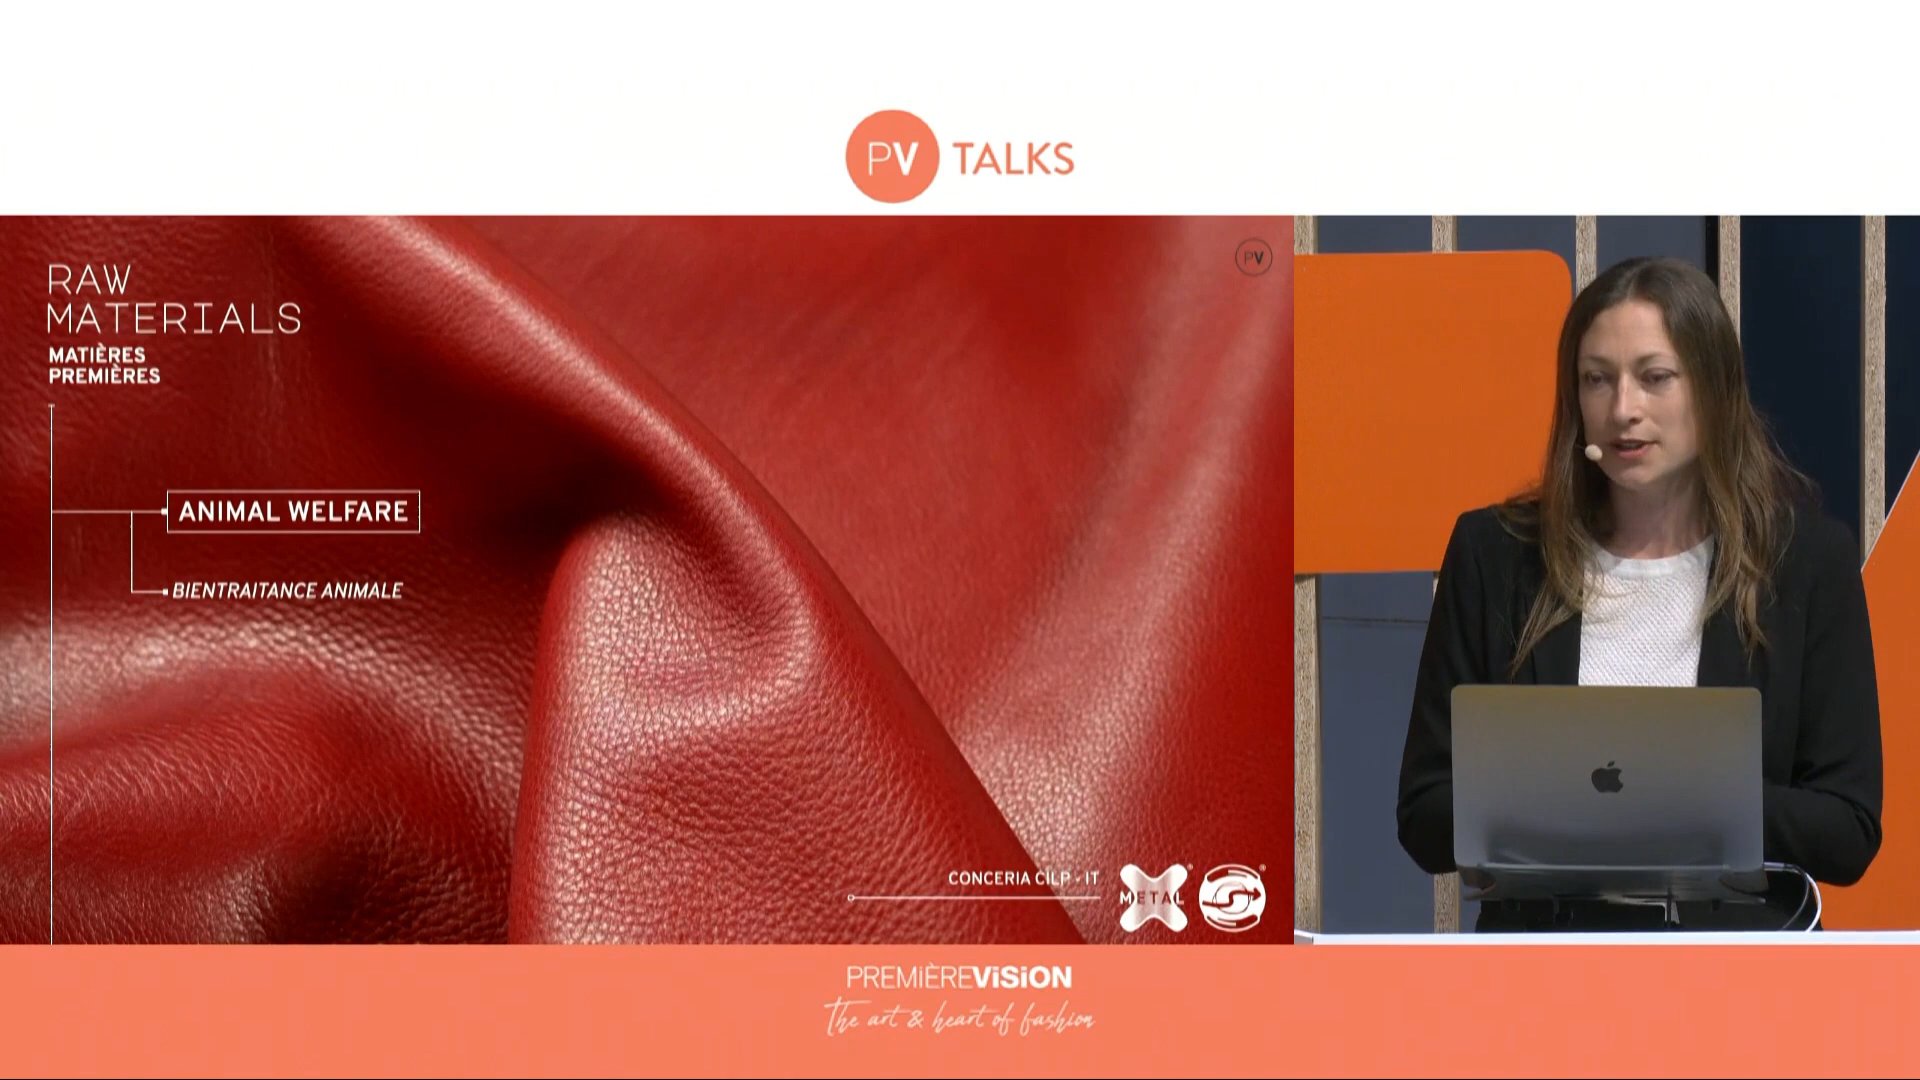 PV TALKS
RAW
MATERIALS
MATIÈRES
PREMIÈRES
PV
ANIMAL WELFARE
BIENTRAITANCE ANIMALE
CONCERIA CILP - IT
METAL
PREMIÈREVISION
The art & heart of fashion